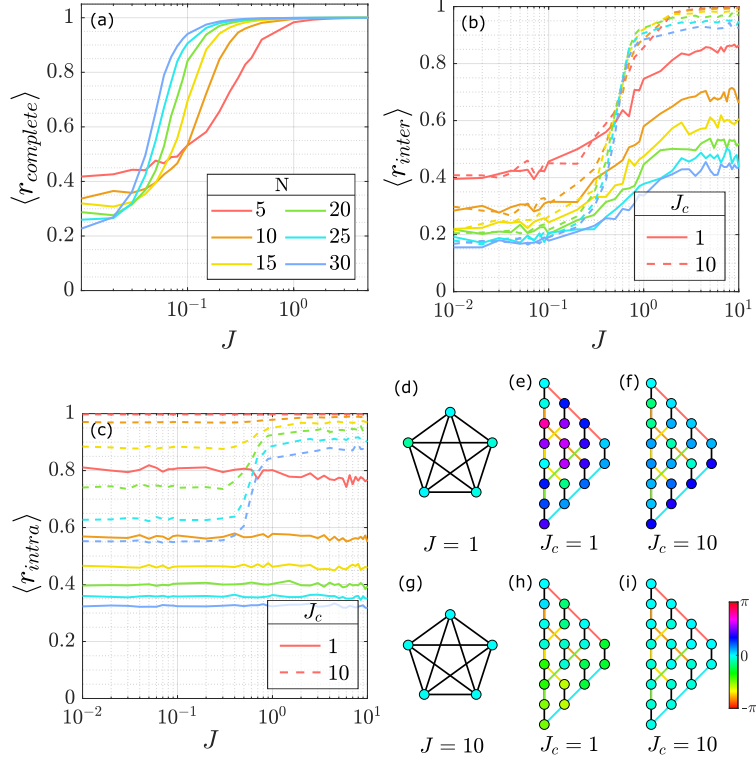 (a)
⟨r_complete⟩
1
0.8
0.6
0.4
0.2
0
10^-1
10^0
J
N
5
20
10
25
15
30
(b)
⟨r_inter⟩
1
0.8
0.6
0.4
0.2
0
10^-2
10^-1
10^0
10^1
J
J_c
1
10
(c)
⟨r_intra⟩
1
0.8
0.6
0.4
0.2
0
10^-2
10^-1
10^0
10^1
J
J_c
1
10
(d)
(e)
(f)
J = 1
J_c = 1
J_c = 10
(g)
(h)
(i)
J = 10
J_c = 1
J_c = 10
π
0
-π